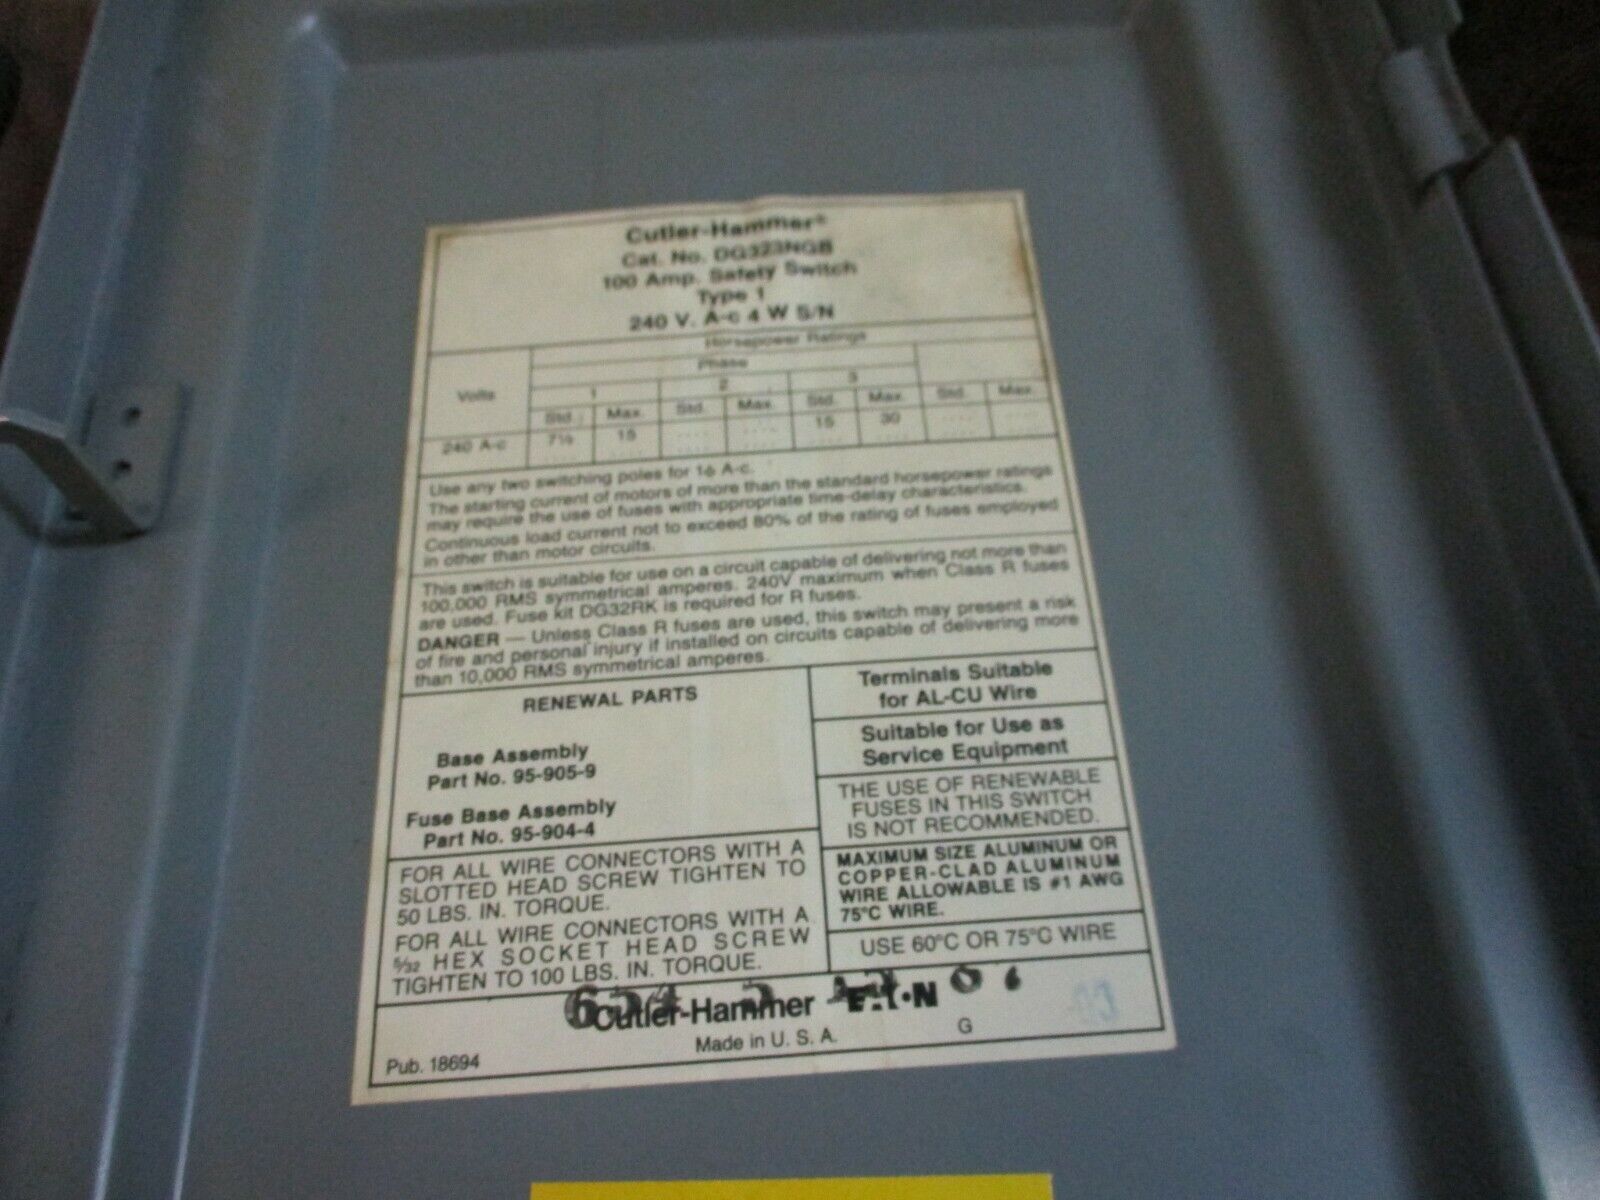 Cutler-Hammer®
Cat. No. DG323NGB
100 Amp. Safety Switch
Type 1
240 V. A-c 4 W S/N
Horsepower Ratings
Volts
Phase
1 2 3
Std. Max. Std. Max. Std. Max. Std. Max.
240 A-c 7½ 15 .... .... 15 30 .... ....
Use any two switching poles for 1ϕ A-c.
The starting current of motors of more than the standard horsepower ratings
may require the use of fuses with appropriate time-delay characteristics.
Continuous load current not to exceed 80% of the rating of fuses employed
in other than motor circuits.
This switch is suitable for use on a circuit capable of delivering not more than
100,000 RMS symmetrical amperes. 240V maximum when Class R fuses
are used. Fuse kit DG32RK is required for R fuses.
DANGER — Unless Class R fuses are used, this switch may present a risk
of fire and personal injury if installed on circuits capable of delivering more
than 10,000 RMS symmetrical amperes.
RENEWAL PARTS
Base Assembly
Part No. 95-905-9
Fuse Base Assembly
Part No. 95-904-4
FOR ALL WIRE CONNECTORS WITH A
SLOTTED HEAD SCREW TIGHTEN TO
50 LBS. IN. TORQUE.
FOR ALL WIRE CONNECTORS WITH A
5/32 HEX SOCKET HEAD SCREW
TIGHTEN TO 100 LBS. IN. TORQUE.
Terminals Suitable
for AL-CU Wire
Suitable for Use as
Service Equipment
THE USE OF RENEWABLE
FUSES IN THIS SWITCH
IS NOT RECOMMENDED.
MAXIMUM SIZE ALUMINUM OR
COPPER-CLAD ALUMINUM
WIRE ALLOWABLE IS #1 AWG
75°C WIRE.
USE 60°C OR 75°C WIRE
Cutler-Hammer EATON
Made in U. S. A.
G
Pub. 18694